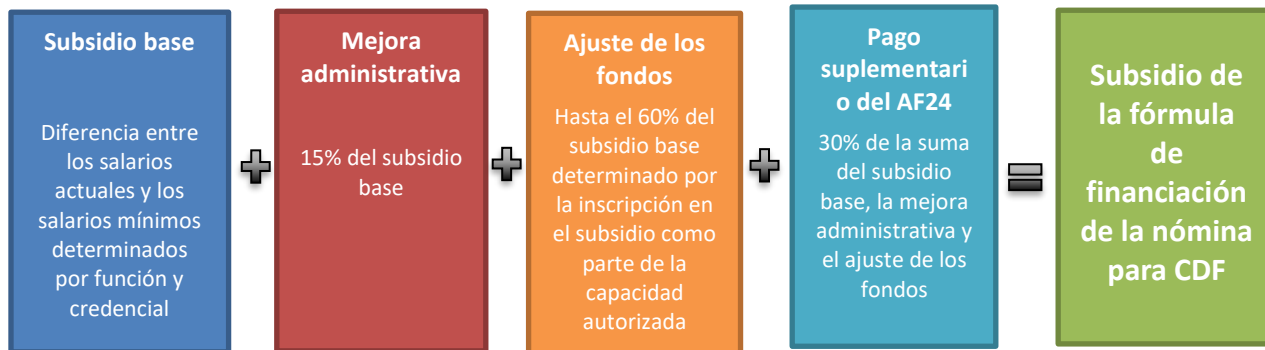 Subsidio base
Diferencia entre
los salarios
actuales y los
salarios mínimos
determinados
por función y
credencial
Mejora
administrativa
15% del subsidio
base
Ajuste de los
fondos
Hasta el 60% del
subsidio base
determinado por
la inscripción en
el subsidio como
parte de la
capacidad
autorizada
Pago
suplementari
o del AF24
30% de la suma
del subsidio
base, la mejora
administrativa y
el ajuste de los
fondos
Subsidio de
la fórmula
de
financiación
de la nómina
para CDF